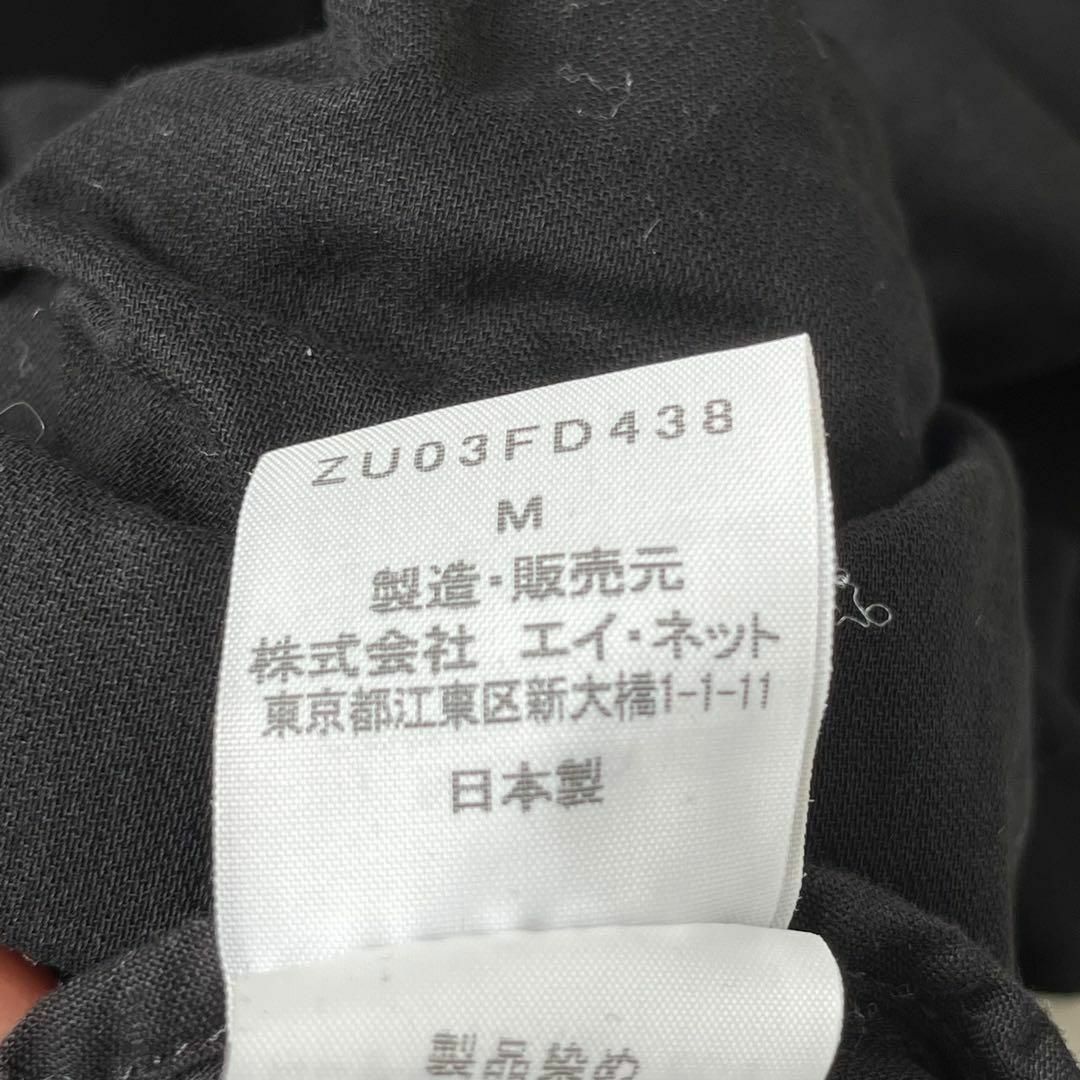 ZU03FD438
M
製造・販売元
株式会社 エイ・ネット
東京都江東区新大橋1-1-11
日本製
製品染め